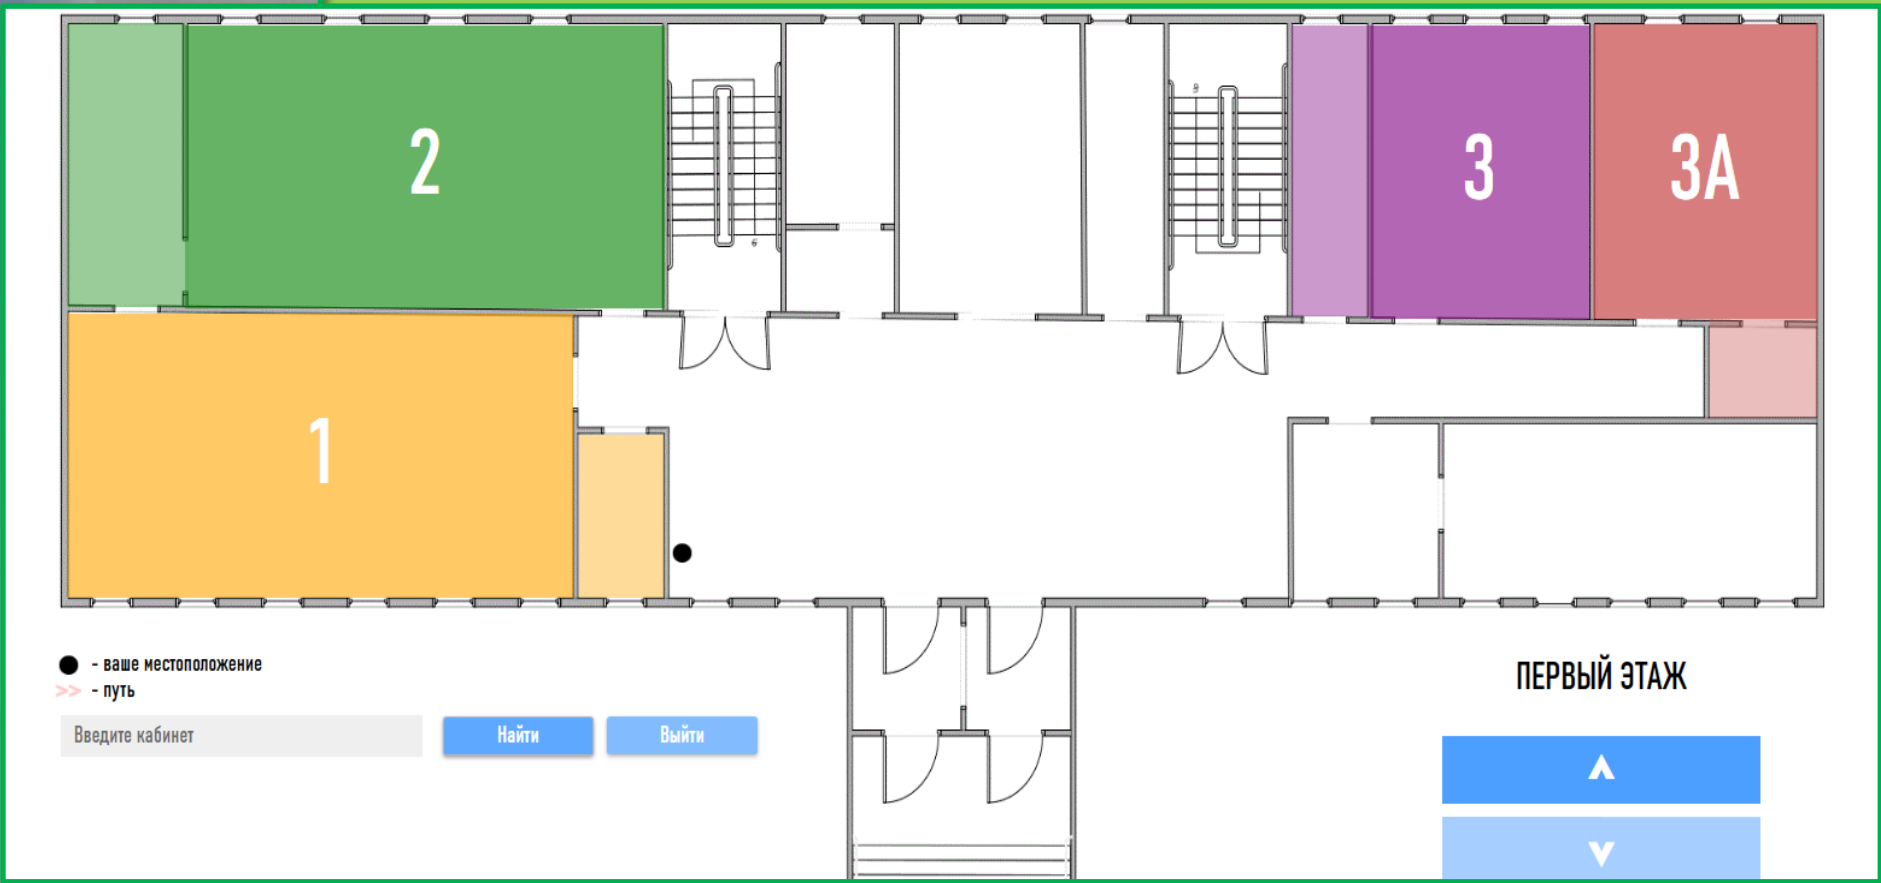 2
3
3А
1
- ваше местоположение
>> - путь
ПЕРВЫЙ ЭТАЖ
Введите кабинет
Найти
Выйти